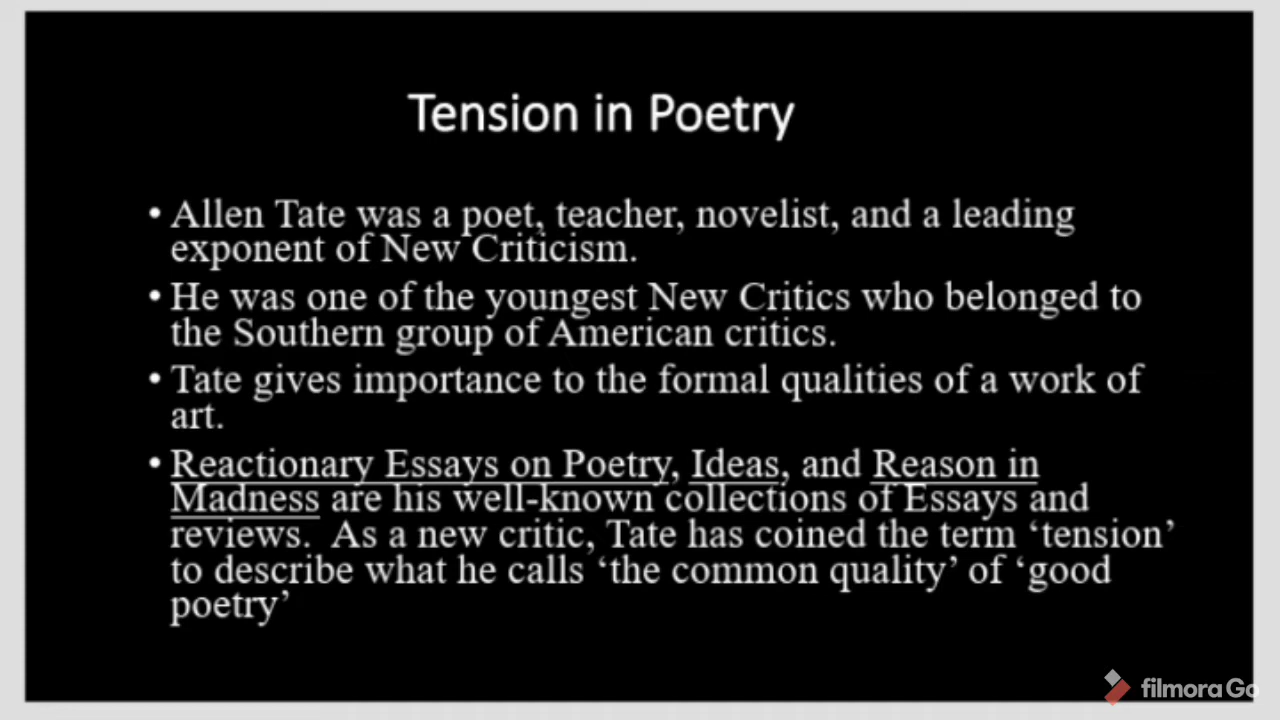 Tension in Poetry
• Allen Tate was a poet, teacher, novelist, and a leading
exponent of New Criticism.
• He was one of the youngest New Critics who belonged to
the Southern group of American critics.
• Tate gives importance to the formal qualities of a work of
art.
• Reactionary Essays on Poetry, Ideas, and Reason in
Madness are his well-known collections of Essays and
reviews.  As a new critic, Tate has coined the term ‘tension’
to describe what he calls ‘the common quality’ of ‘good
poetry’
filmoraGo